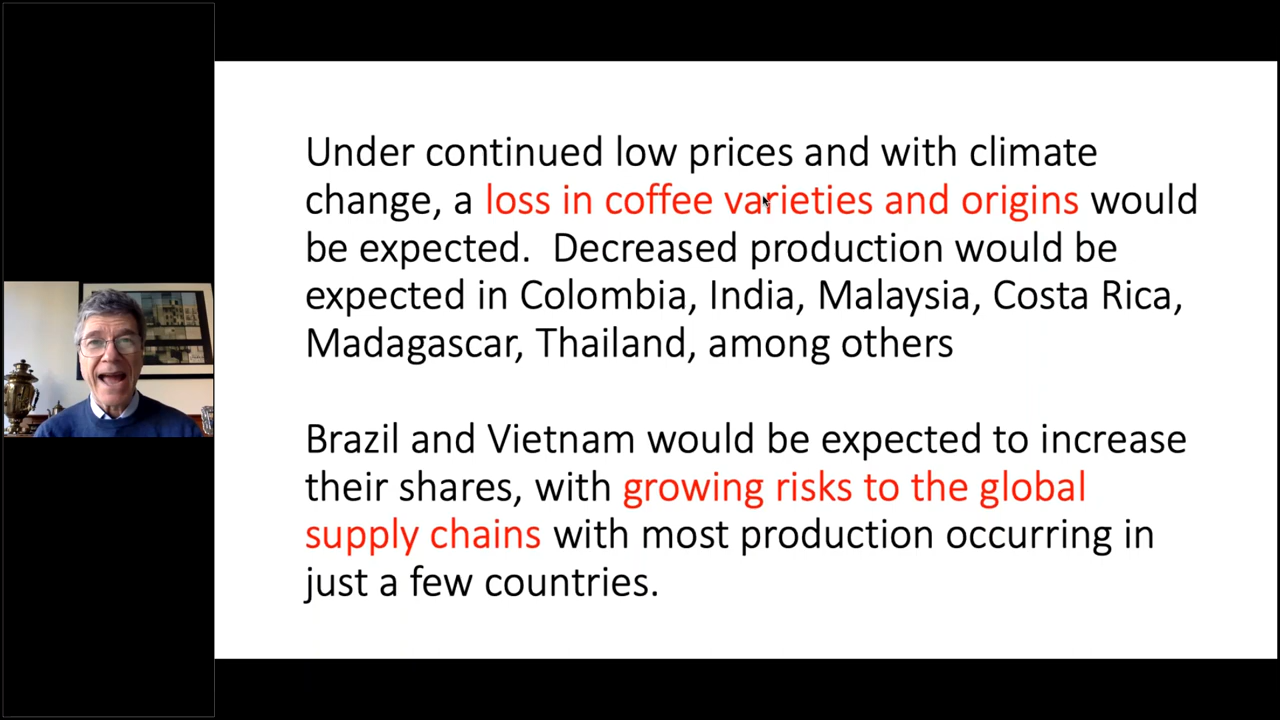 Under continued low prices and with climate
change, a loss in coffee varieties and origins would
be expected.  Decreased production would be
expected in Colombia, India, Malaysia, Costa Rica,
Madagascar, Thailand, among others
Brazil and Vietnam would be expected to increase
their shares, with growing risks to the global
supply chains with most production occurring in
just a few countries.